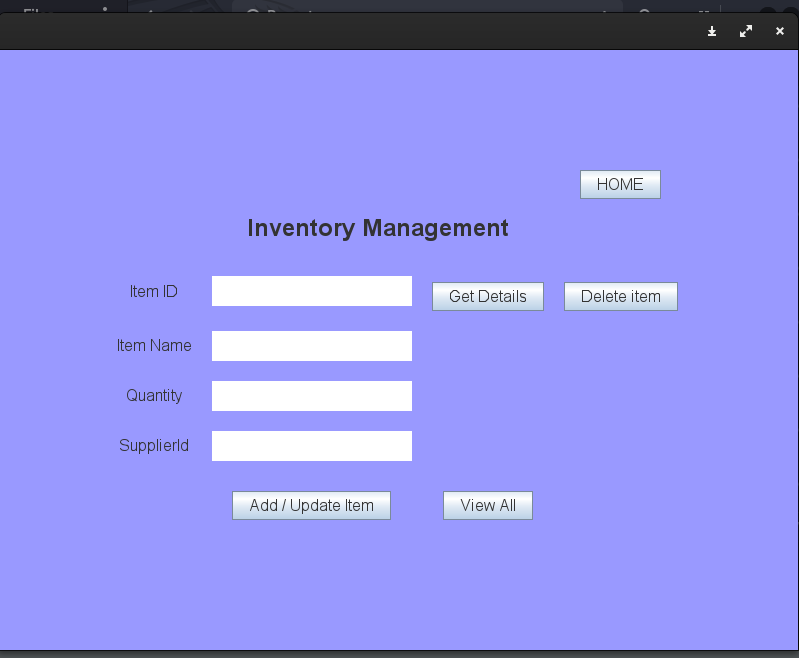 HOME
Inventory Management
Item ID
Get Details
Delete item
Item Name
Quantity
SupplierId
Add / Update Item
View All